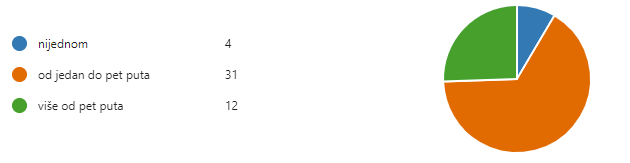 nijednom 4
od jedan do pet puta 31
više od pet puta 12